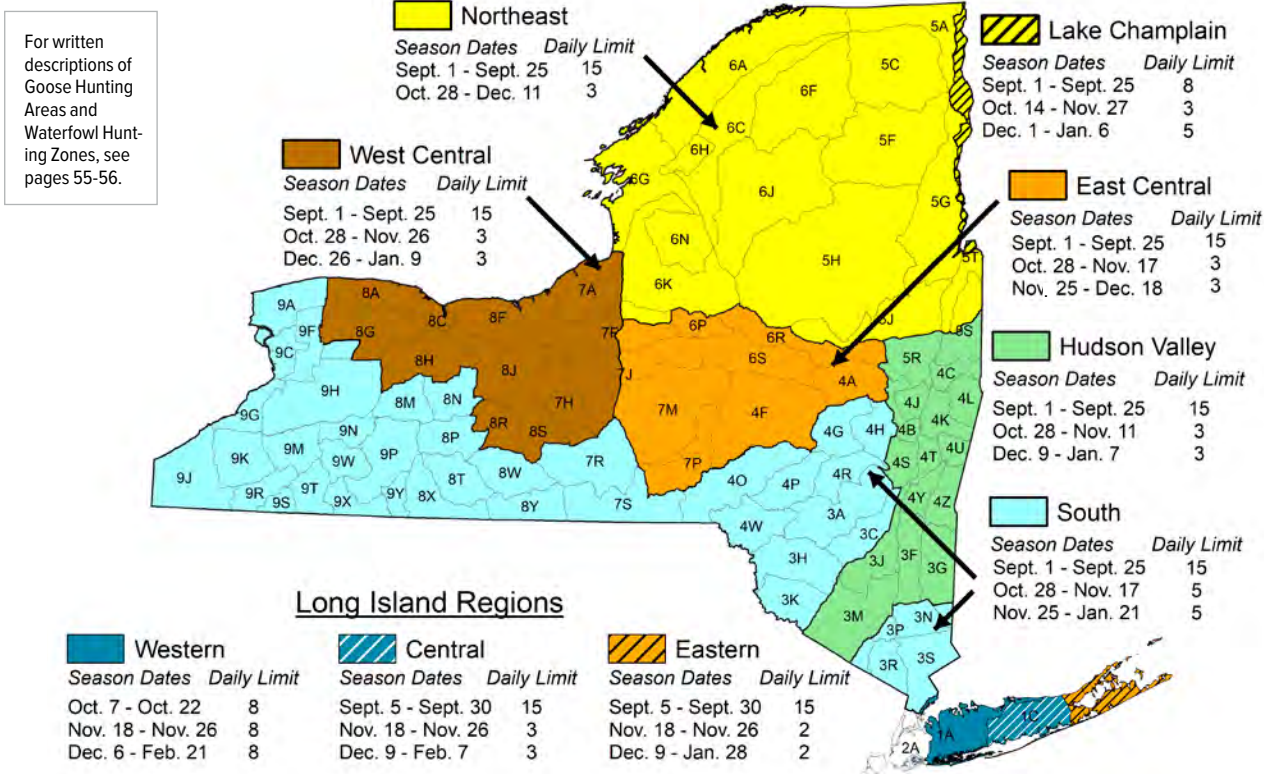 For written
descriptions of
Goose Hunting
Areas and
Waterfowl Hunt-
ing Zones, see
pages 55-56.
Northeast
Season Dates Daily Limit
Sept. 1 - Sept. 25 15
Oct. 28 - Dec. 11 3
Lake Champlain
Season Dates Daily Limit
Sept. 1 - Sept. 25 8
Oct. 14 - Nov. 27 3
Dec. 1 - Jan. 6 5
West Central
Season Dates Daily Limit
Sept. 1 - Sept. 25 15
Oct. 28 - Nov. 26 3
Dec. 26 - Jan. 9 3
East Central
Season Dates Daily Limit
Sept. 1 - Sept. 25 15
Oct. 28 - Nov. 17 3
Nov. 25 - Dec. 18 3
Hudson Valley
Season Dates Daily Limit
Sept. 1 - Sept. 25 15
Oct. 28 - Nov. 11 3
Dec. 9 - Jan. 7 3
South
Season Dates Daily Limit
Sept. 1 - Sept. 25 15
Oct. 28 - Nov. 17 5
Nov. 25 - Jan. 21 5
5A
6A
5C
6F
6C
5F
6H
6G
6J
5G
6N
5H
5T
6K
7A
9A
8A
8C
8F
9F
8G
7F
6P
6R
5J
5S
9C
8H
8J
7J
6S
5R
4C
9H
8M
8N
7H
7M
4F
4A
4J
4L
9G
8R
8S
4G
4H
4B
4K
9N
8P
9K
9M
9W
9P
8T
8W
7R
7P
4O
4P
4R
4S
4T
4U
9J
9R
9S
9T
9X
9Y
8X
8Y
7S
4W
3A
4Y
4Z
3C
3H
3J
3F
3G
3K
3M
3P
3N
3R
3S
1A
1C
2A
Long Island Regions
Western
Season Dates Daily Limit
Oct. 7 - Oct. 22 8
Nov. 18 - Nov. 26 8
Dec. 6 - Feb. 21 8
Central
Season Dates Daily Limit
Sept. 5 - Sept. 30 15
Nov. 18 - Nov. 26 3
Dec. 9 - Feb. 7 3
Eastern
Season Dates Daily Limit
Sept. 5 - Sept. 30 15
Nov. 18 - Nov. 26 2
Dec. 9 - Jan. 28 2